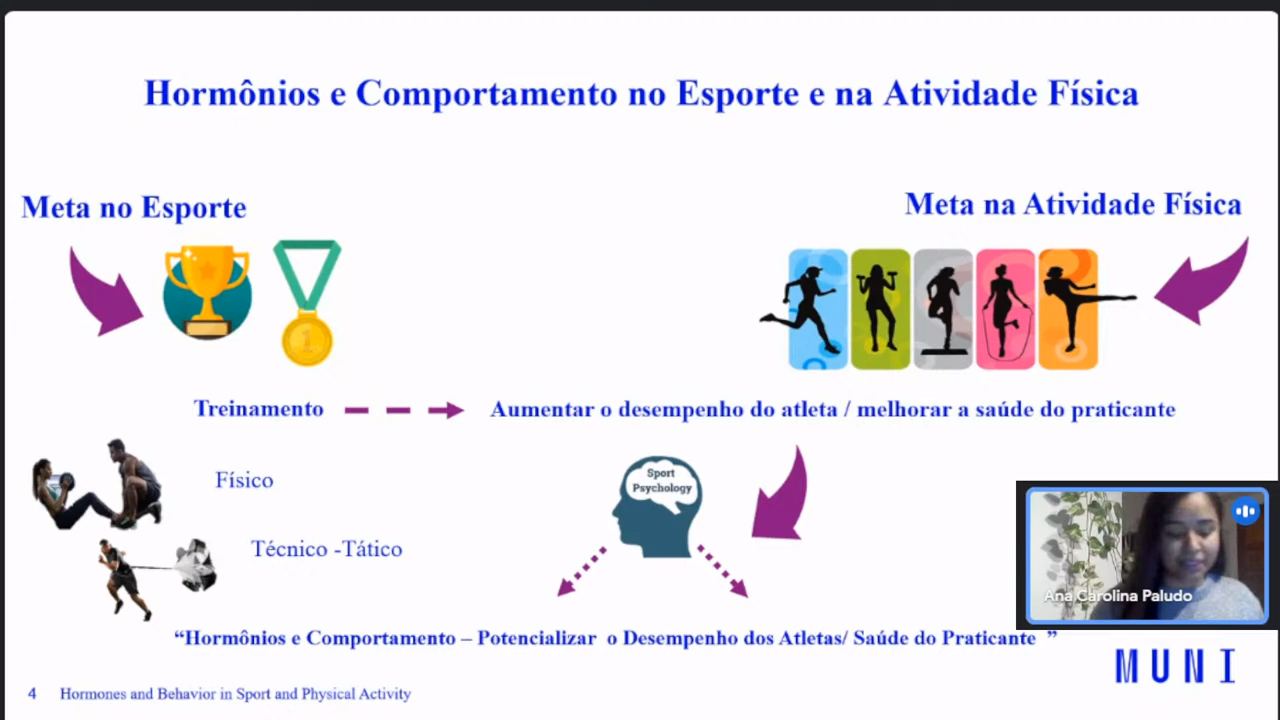 Hormônios e Comportamento no Esporte e na Atividade Física
Meta no Esporte
Meta na Atividade Física
1
Treinamento
Aumentar o desempenho do atleta / melhorar a saúde do praticante
Sport
Psychology
Físico
Técnico -Tático
Ana Carolina Paludo
“Hormônios e Comportamento – Potencializar o Desempenho dos Atletas/ Saúde do Praticante ”
MUNI
4 Hormones and Behavior in Sport and Physical Activity